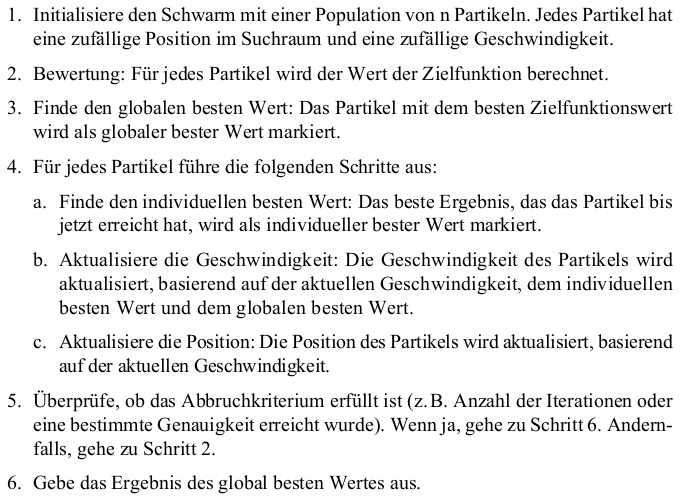 1. Initialisiere den Schwarm mit einer Population von n Partikeln. Jedes Partikel hat
eine zufällige Position im Suchraum und eine zufällige Geschwindigkeit.
2. Bewertung: Für jedes Partikel wird der Wert der Zielfunktion berechnet.
3. Finde den globalen besten Wert: Das Partikel mit dem besten Zielfunktionswert
wird als globaler bester Wert markiert.
4. Für jedes Partikel führe die folgenden Schritte aus:
a. Finde den individuellen besten Wert: Das beste Ergebnis, das das Partikel bis
jetzt erreicht hat, wird als individueller bester Wert markiert.
b. Aktualisiere die Geschwindigkeit: Die Geschwindigkeit des Partikels wird
aktualisiert, basierend auf der aktuellen Geschwindigkeit, dem individuellen
besten Wert und dem globalen besten Wert.
c. Aktualisiere die Position: Die Position des Partikels wird aktualisiert, basierend
auf der aktuellen Geschwindigkeit.
5. Überprüfe, ob das Abbruchkriterium erfüllt ist (z. B. Anzahl der Iterationen oder
eine bestimmte Genauigkeit erreicht wurde). Wenn ja, gehe zu Schritt 6. Andern-
falls, gehe zu Schritt 2.
6. Gebe das Ergebnis des global besten Wertes aus.